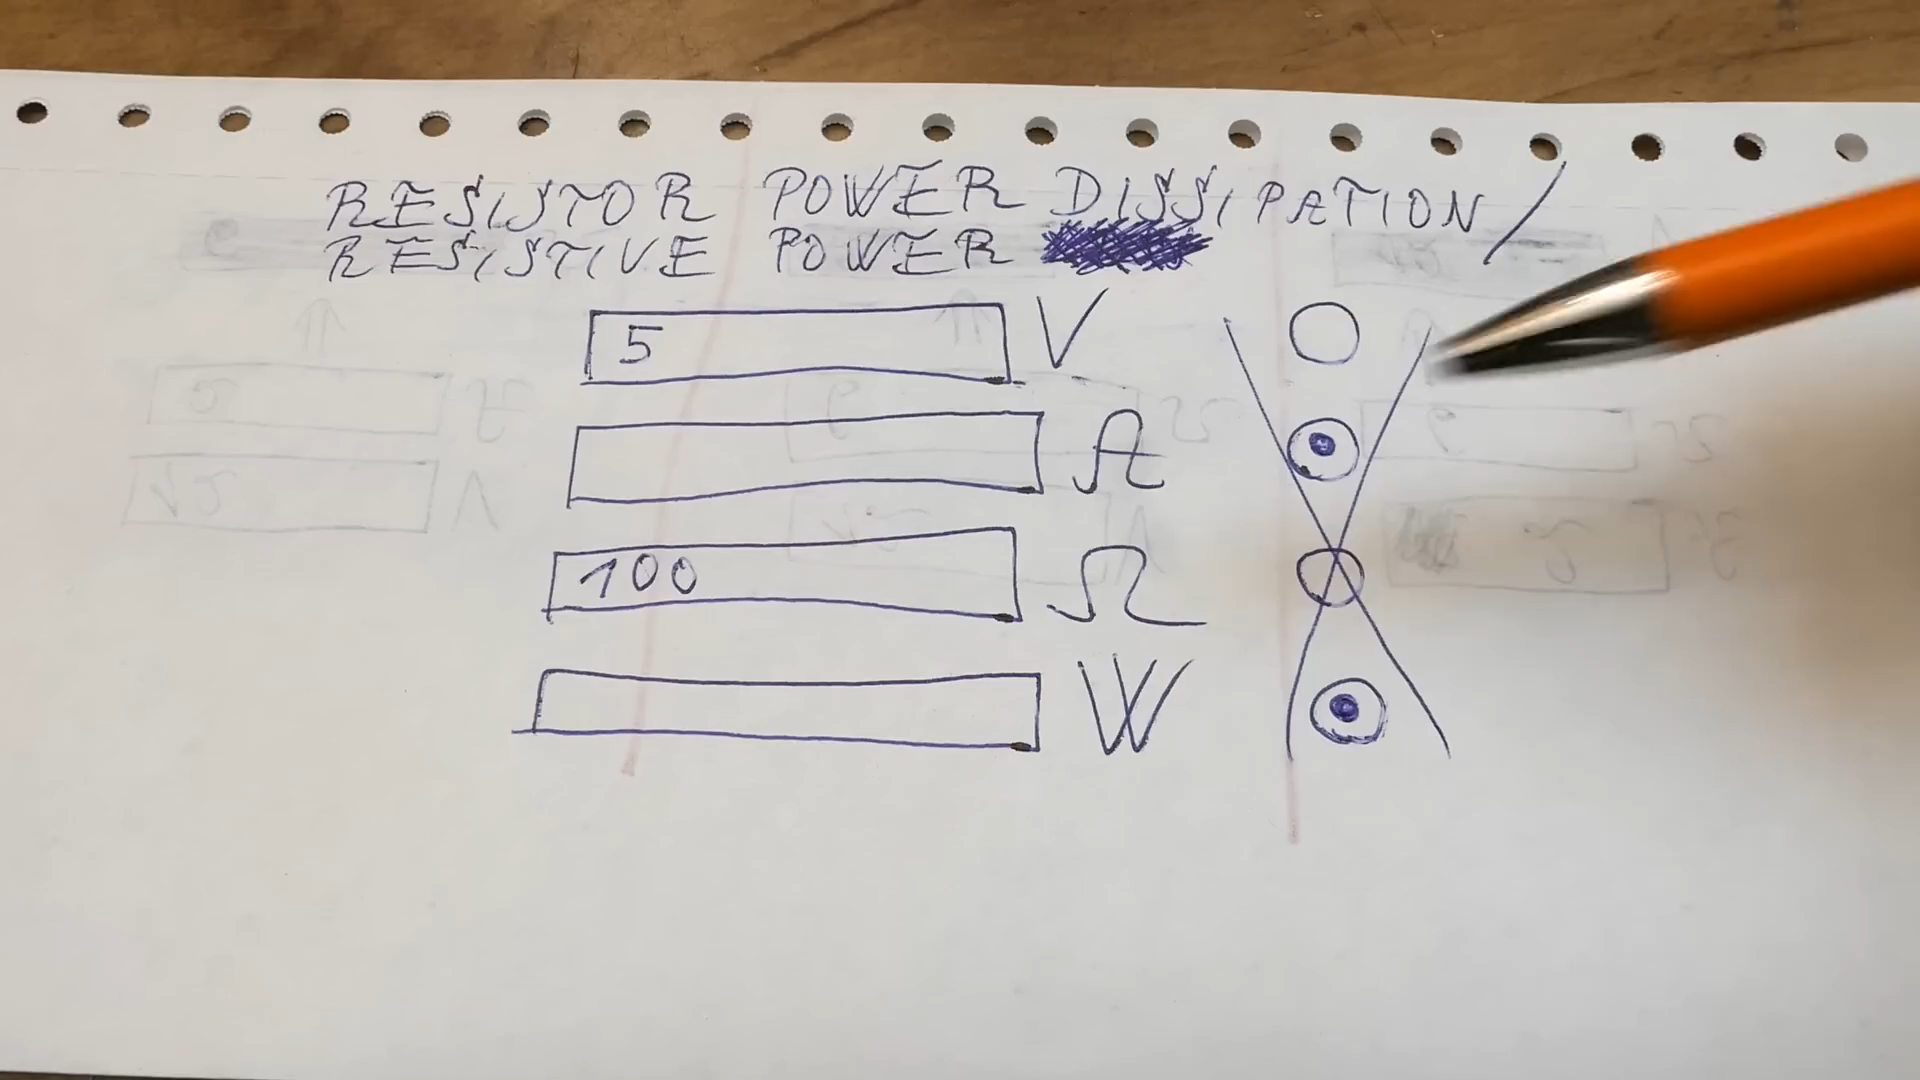 RESISTOR POWER DISSIPATION/
RESISTIVE POWER
5 V
A
100 Ω
W